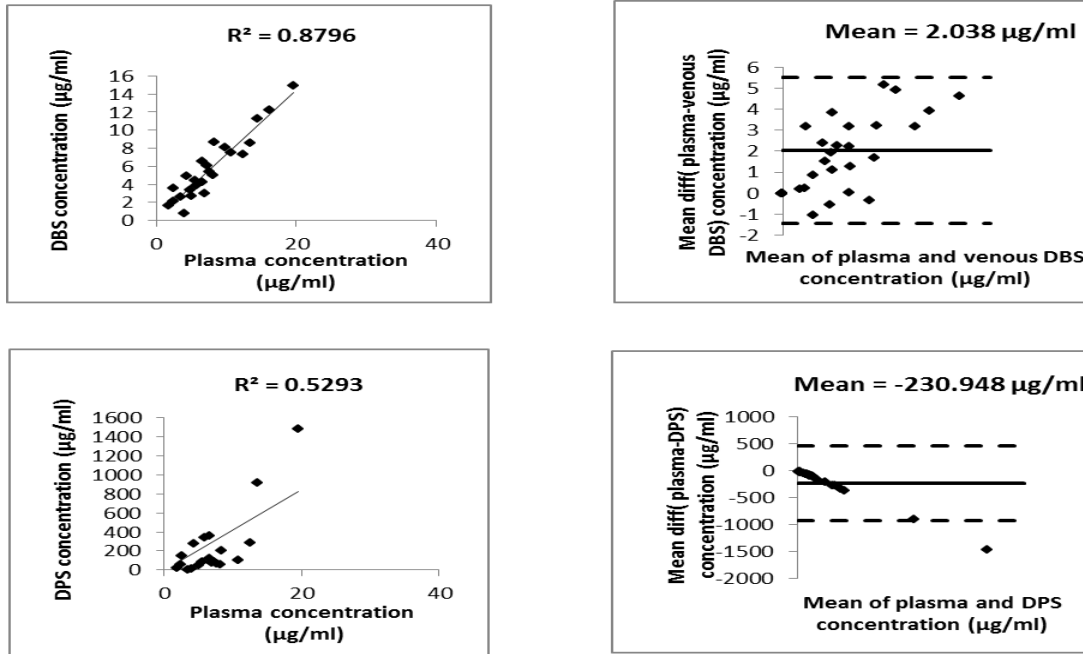 R² = 0.8796
DBS concentration (µg/ml)
16
14
12
10
8
6
4
2
0
0
20
40
Plasma concentration
(µg/ml)
Mean = 2.038 µg/ml
Mean diff( plasma-venous
DBS) concentration (µg/ml)
6
5
4
3
2
1
0
-1
-2
Mean of plasma and venous DBS
concentration (µg/ml)
R² = 0.5293
DPS concentration (µg/ml)
1600
1400
1200
1000
800
600
400
200
0
0
20
40
Plasma concentration
(µg/ml)
Mean = -230.948 µg/ml
Mean diff( plasma-DPS)
concentration (µg/ml)
1000
500
0
-500
-1000
-1500
-2000
Mean of plasma and DPS
concentration (µg/ml)